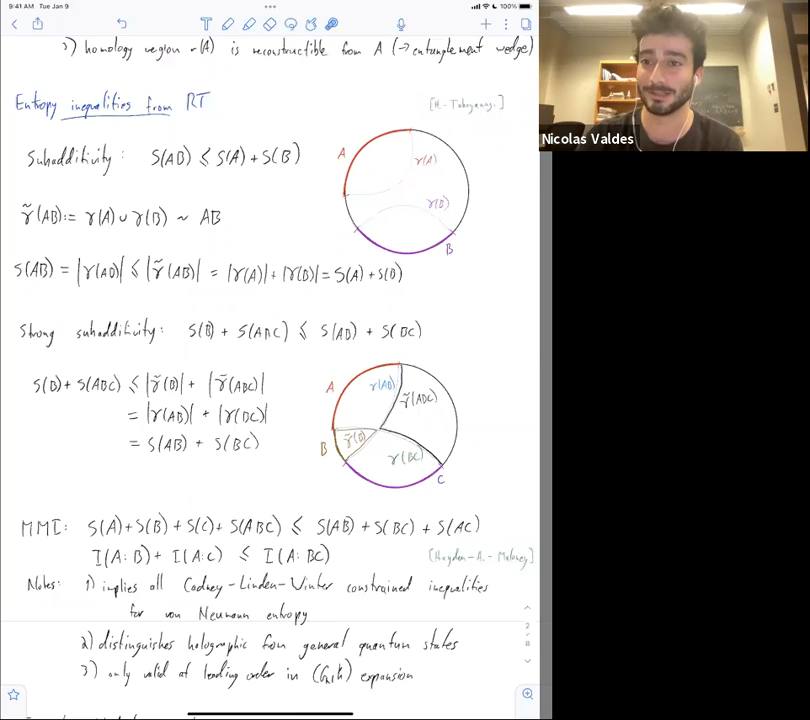 9:41 AM Tue Jan 9
100%
3) homology region r(A) is reconstructible from A (→ entanglement wedge)
Entropy inequalities from RT
[H.-Takayanagi]
Subadditivity: S(AB) ≤ S(A) + S(B)
A
r(A)
r(B)
B
γ̃(AB) := γ(A) ∪ γ(B) ~ AB
S(AB) = |γ(AB)| ≤ |γ̃(AB)| = |γ(A)| + |γ(B)| = S(A) + S(B)
Strong subadditivity: S(B) + S(ABC) ≤ S(AB) + S(BC)
S(B) + S(ABC) ≤ |γ̃(B)| + |γ̃(ABC)|
= |γ(AB)| + |γ(BC)|
= S(AB) + S(BC)
A
γ(AB)
γ̃(ABC)
B
γ̃(B)
γ(BC)
C
MMI: S(A) + S(B) + S(C) + S(ABC) ≤ S(AB) + S(BC) + S(AC)
I(A:B) + I(A:C) ≤ I(A:BC)
[Hayden-H.-Maloney]
Notes: 1) implies all Cadney-Linden-Winter constrained inequalities
for von Neumann entropy
2) distinguishes holographic from general quantum states
3) only valid at leading order in (G_N ħ) expansion
2
8
Nicolas Valdes